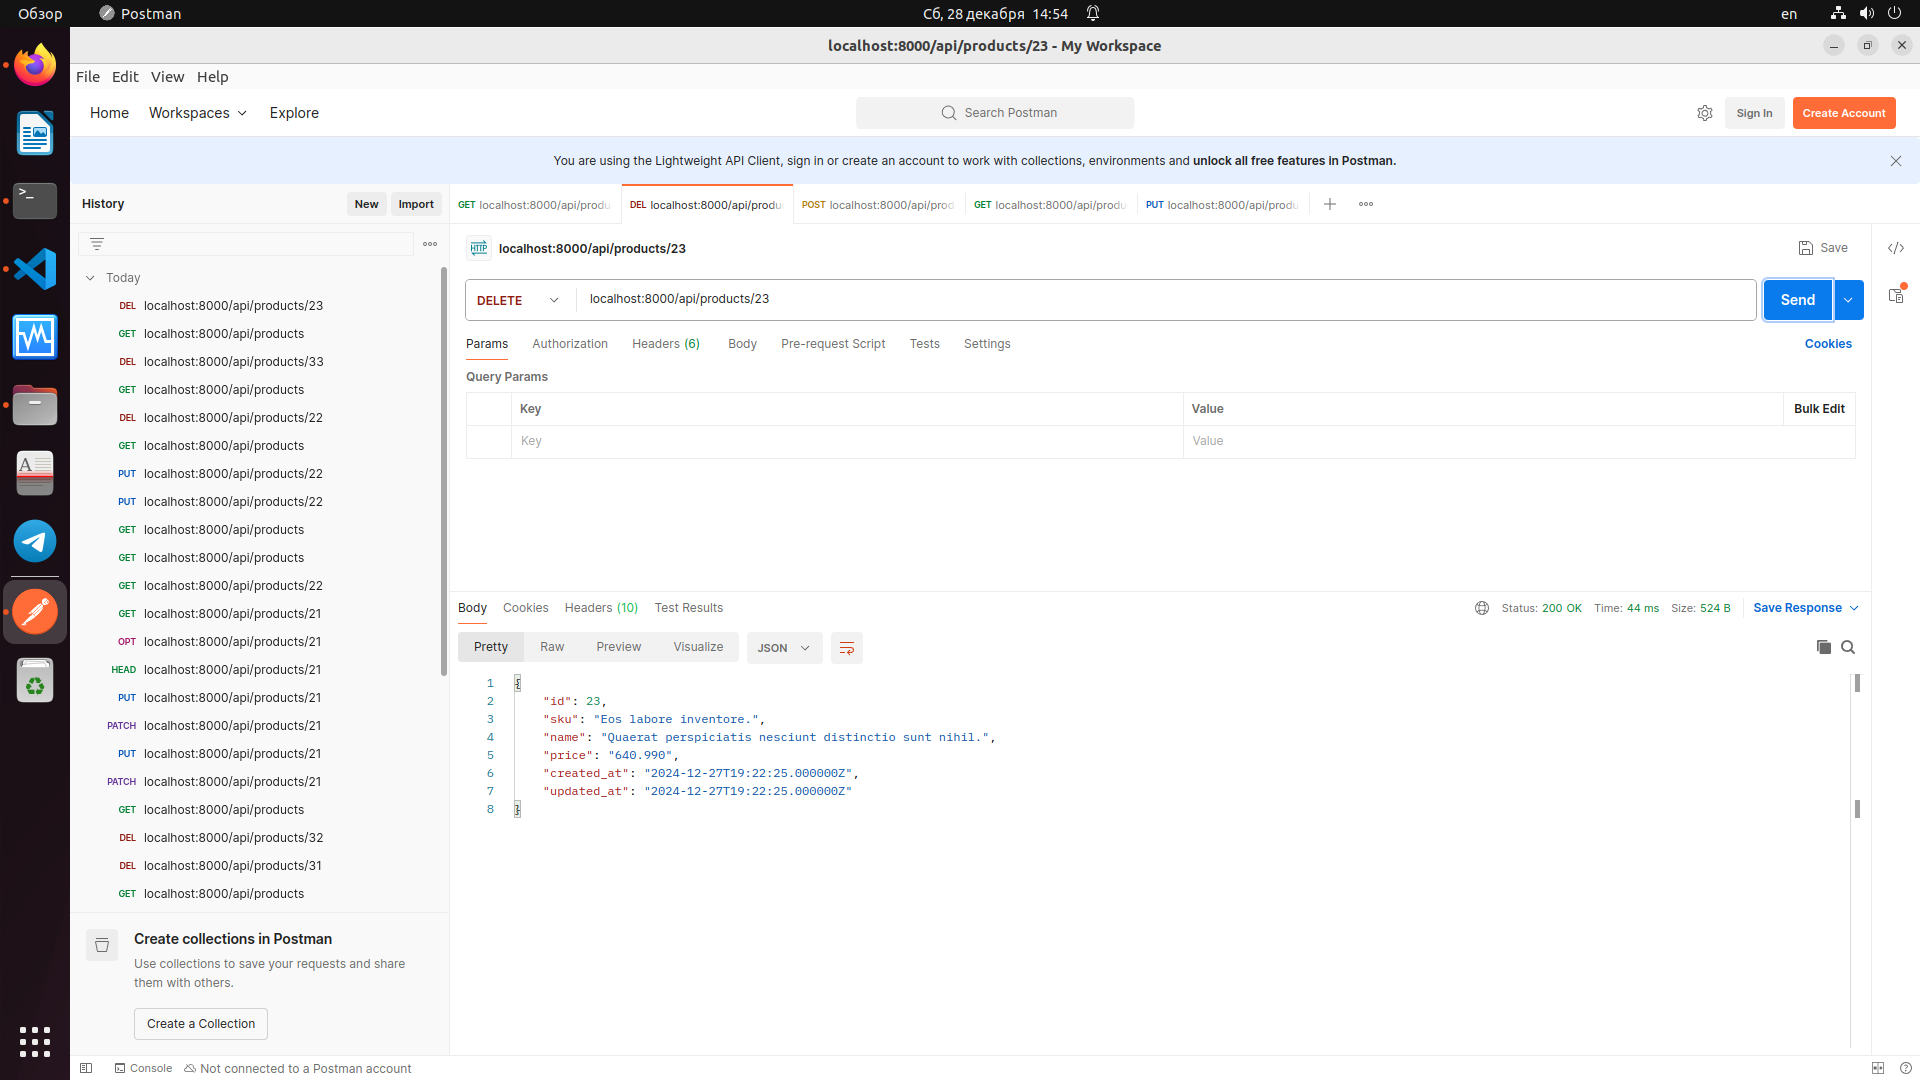 Обзор
Postman
Сб, 28 декабря 14:54
en
localhost:8000/api/products/23 - My Workspace
File Edit View Help
Home Workspaces Explore
Search Postman
Sign In
Create Account
You are using the Lightweight API Client, sign in or create an account to work with collections, environments and unlock all free features in Postman.
History
New
Import
GET localhost:8000/api/produ
DEL localhost:8000/api/produ
POST localhost:8000/api/prod
GET localhost:8000/api/produ
PUT localhost:8000/api/produ
Today
DEL localhost:8000/api/products/23
GET localhost:8000/api/products
DEL localhost:8000/api/products/33
GET localhost:8000/api/products
DEL localhost:8000/api/products/22
GET localhost:8000/api/products
PUT localhost:8000/api/products/22
PUT localhost:8000/api/products/22
GET localhost:8000/api/products
GET localhost:8000/api/products
GET localhost:8000/api/products/22
GET localhost:8000/api/products/21
OPT localhost:8000/api/products/21
HEAD localhost:8000/api/products/21
PUT localhost:8000/api/products/21
PATCH localhost:8000/api/products/21
PUT localhost:8000/api/products/21
PATCH localhost:8000/api/products/21
GET localhost:8000/api/products
DEL localhost:8000/api/products/32
DEL localhost:8000/api/products/31
GET localhost:8000/api/products
Create collections in Postman
Use collections to save your requests and share
them with others.
Create a Collection
HTTP localhost:8000/api/products/23
Save
</>
DELETE localhost:8000/api/products/23
Send
Params Authorization Headers (6) Body Pre-request Script Tests Settings
Cookies
Query Params
Key Value Bulk Edit
Key Value
Body Cookies Headers (10) Test Results
Status: 200 OK Time: 44 ms Size: 524 B
Save Response
Pretty Raw Preview Visualize
JSON
1 {
2 "id": 23,
3 "sku": "Eos labore inventore.",
4 "name": "Quaerat perspiciatis nesciunt distinctio sunt nihil.",
5 "price": "640.990",
6 "created_at": "2024-12-27T19:22:25.000000Z",
7 "updated_at": "2024-12-27T19:22:25.000000Z"
8 }
Console
Not connected to a Postman account